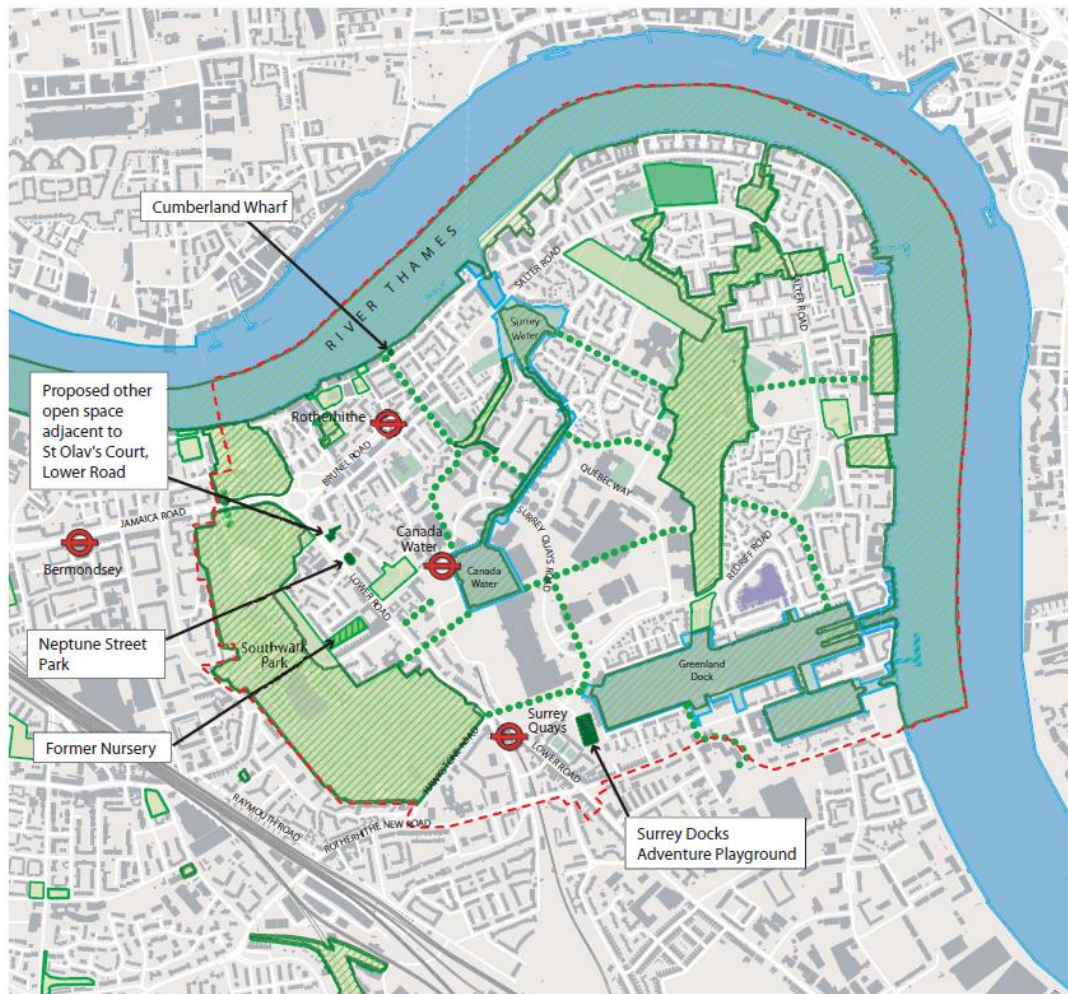 Cumberland Wharf
RIVER THAMES
SALTER ROAD
Surrey
Water
SALTER ROAD
Proposed other
open space
adjacent to
St Olav's Court,
Lower Road
Rotherhithe
BRUNEL ROAD
QUEBEC WAY
JAMAICA ROAD
Bermondsey
Canada
Water
SURREY QUAYS ROAD
Canada
Water
LOWER ROAD
REDRIFF ROAD
Neptune Street
Park
Southwark
Park
Greenland
Dock
Former Nursery
Surrey
Quays
LOWER ROAD
RAYMOUTH ROAD
ROTHERHITHE NEW ROAD
Surrey Docks
Adventure Playground